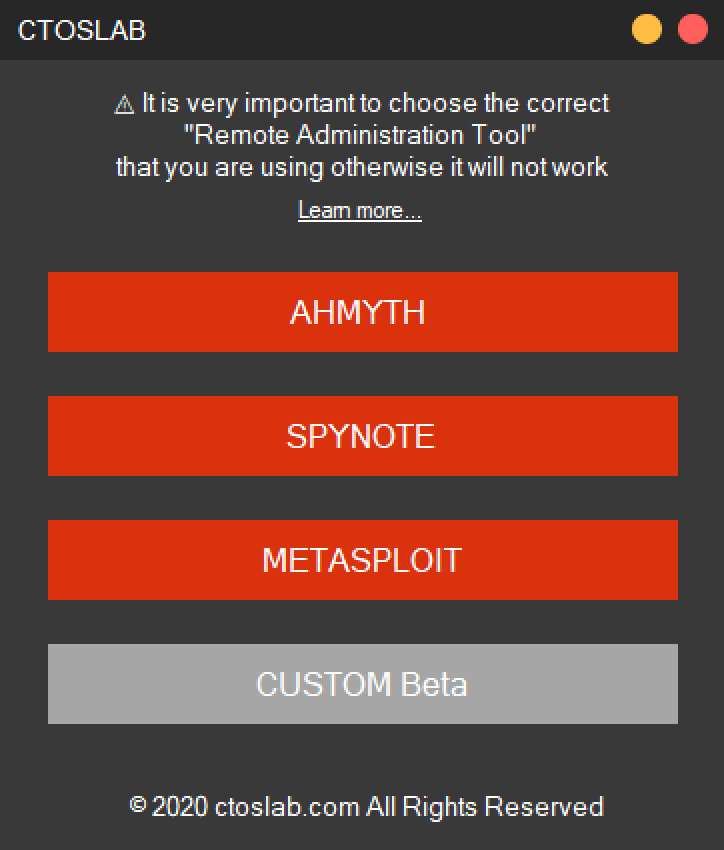 CTOSLAB
⚠ It is very important to choose the correct
"Remote Administration Tool"
that you are using otherwise it will not work
Learn more...
AHMYTH
SPYNOTE
METASPLOIT
CUSTOM Beta
© 2020 ctoslab.com All Rights Reserved